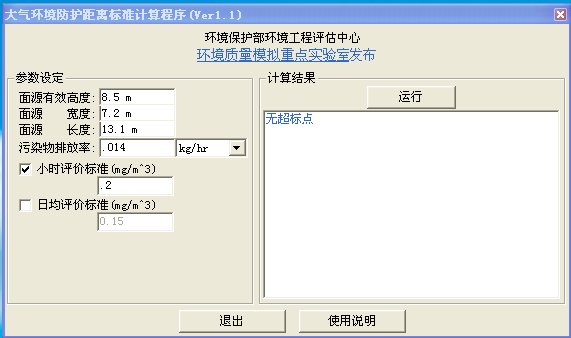 大气环境防护距离标准计算程序(Ver1.1)
环境保护部环境工程评估中心
环境质量模拟重点实验室发布
参数设定
面源有效高度: 8.5 m
面源 宽度: 7.2 m
面源 长度: 13.1 m
污染物排放率: .014 kg/hr
小时评价标准(mg/m^3)
.2
日均评价标准(mg/m^3)
0.15
计算结果
运行
无超标点
退出
使用说明